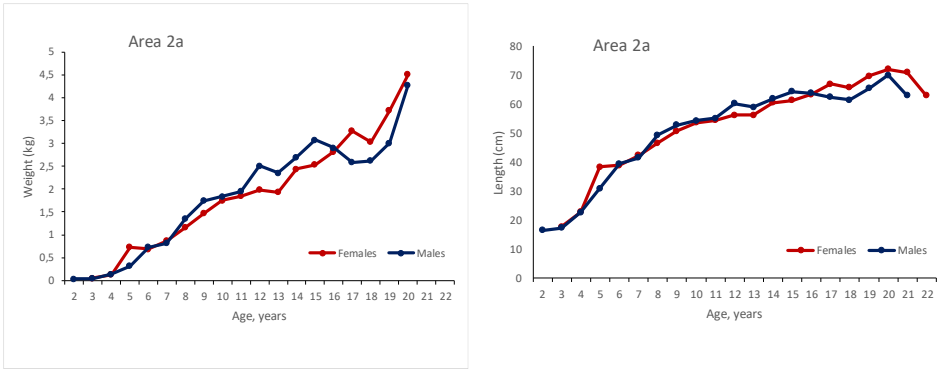 Area 2a
5
4,5
4
3,5
3
2,5
2
1,5
1
0,5
0
Weight (kg)
Females Males
2 3 4 5 6 7 8 9 10 11 12 13 14 15 16 17 18 19 20 21 22
Age, years
Area 2a
80
70
60
50
40
30
20
10
0
Length (cm)
Females Males
2 3 4 5 6 7 8 9 10 11 12 13 14 15 16 17 18 19 20 21 22
Age, years